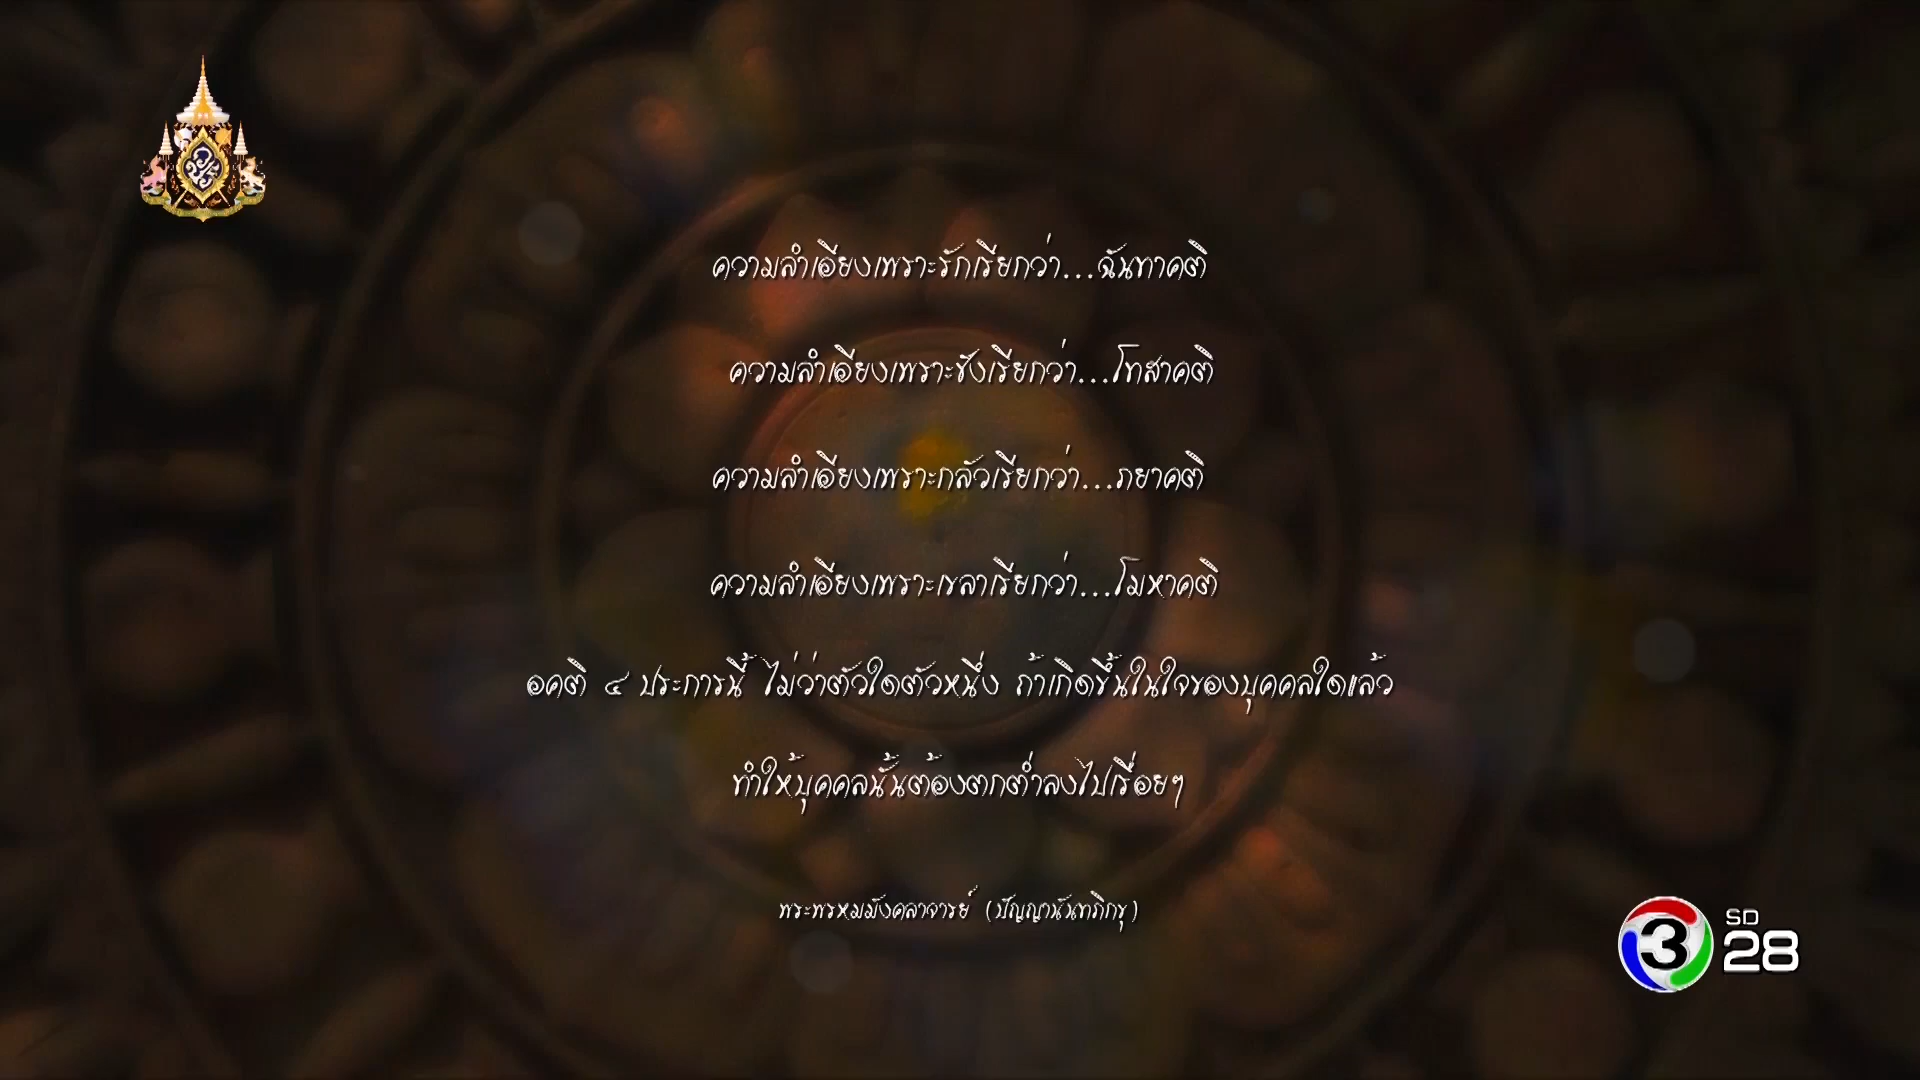 ความลำเอียงเพราะรักเรียกว่า...ฉันทาคติ
ความลำเอียงเพราะชังเรียกว่า...โทสาคติ
ความลำเอียงเพราะกลัวเรียกว่า...ภยาคติ
ความลำเอียงเพราะเขลาเรียกว่า...โมหาคติ
อคติ ๔ ประการนี้ ไม่ว่าตัวใดตัวหนึ่ง ถ้าเกิดขึ้นในใจของบุคคลใดแล้ว
ทำให้บุคคลนั้นต้องตกต่ำลงไปเรื่อยๆ
พระพรหมมังคลาจารย์ (ปัญญานันทภิกขุ)
3 SD 28